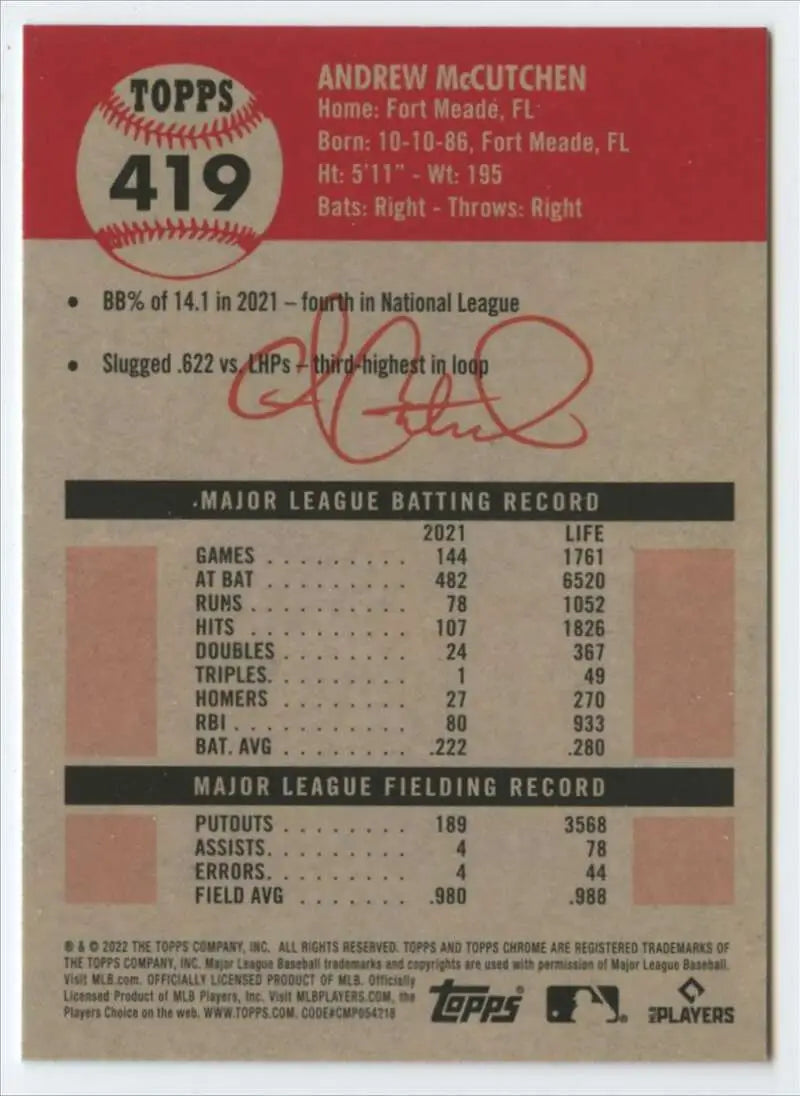 TOPPS
419
ANDREW McCUTCHEN
Home: Fort Meade, FL
Born: 10-10-86, Fort Meade, FL
Ht: 5'11" - Wt: 195
Bats: Right - Throws: Right
• BB% of 14.1 in 2021 – fourth in National League
• Slugged .622 vs. LHPs – third-highest in loop
MAJOR LEAGUE BATTING RECORD
2021 LIFE
GAMES . . . . . . . . . 144 1761
AT BAT . . . . . . . . . 482 6520
RUNS . . . . . . . . . . 78 1052
HITS . . . . . . . . . . 107 1826
DOUBLES . . . . . . . . 24 367
TRIPLES. . . . . . . . . 1 49
HOMERS . . . . . . . . 27 270
RBI . . . . . . . . . . . 80 933
BAT. AVG . . . . . . . . .222 .280
MAJOR LEAGUE FIELDING RECORD
PUTOUTS . . . . . . . . 189 3568
ASSISTS. . . . . . . . . 4 78
ERRORS. . . . . . . . . 4 44
FIELD AVG . . . . . . . .980 .988
® & © 2022 THE TOPPS COMPANY, INC. ALL RIGHTS RESERVED. TOPPS AND TOPPS CHROME ARE REGISTERED TRADEMARKS OF
THE TOPPS COMPANY, INC. Major League Baseball trademarks and copyrights are used with permission of Major League Baseball.
Visit MLB.com. OFFICIALLY LICENSED PRODUCT OF MLB. Officially
Licensed Product of MLB Players, Inc. Visit MLBPLAYERS.COM, the
Players Choice on the web. WWW.TOPPS.COM. CODE#CMP054218
Topps®
MLB PLAYERS